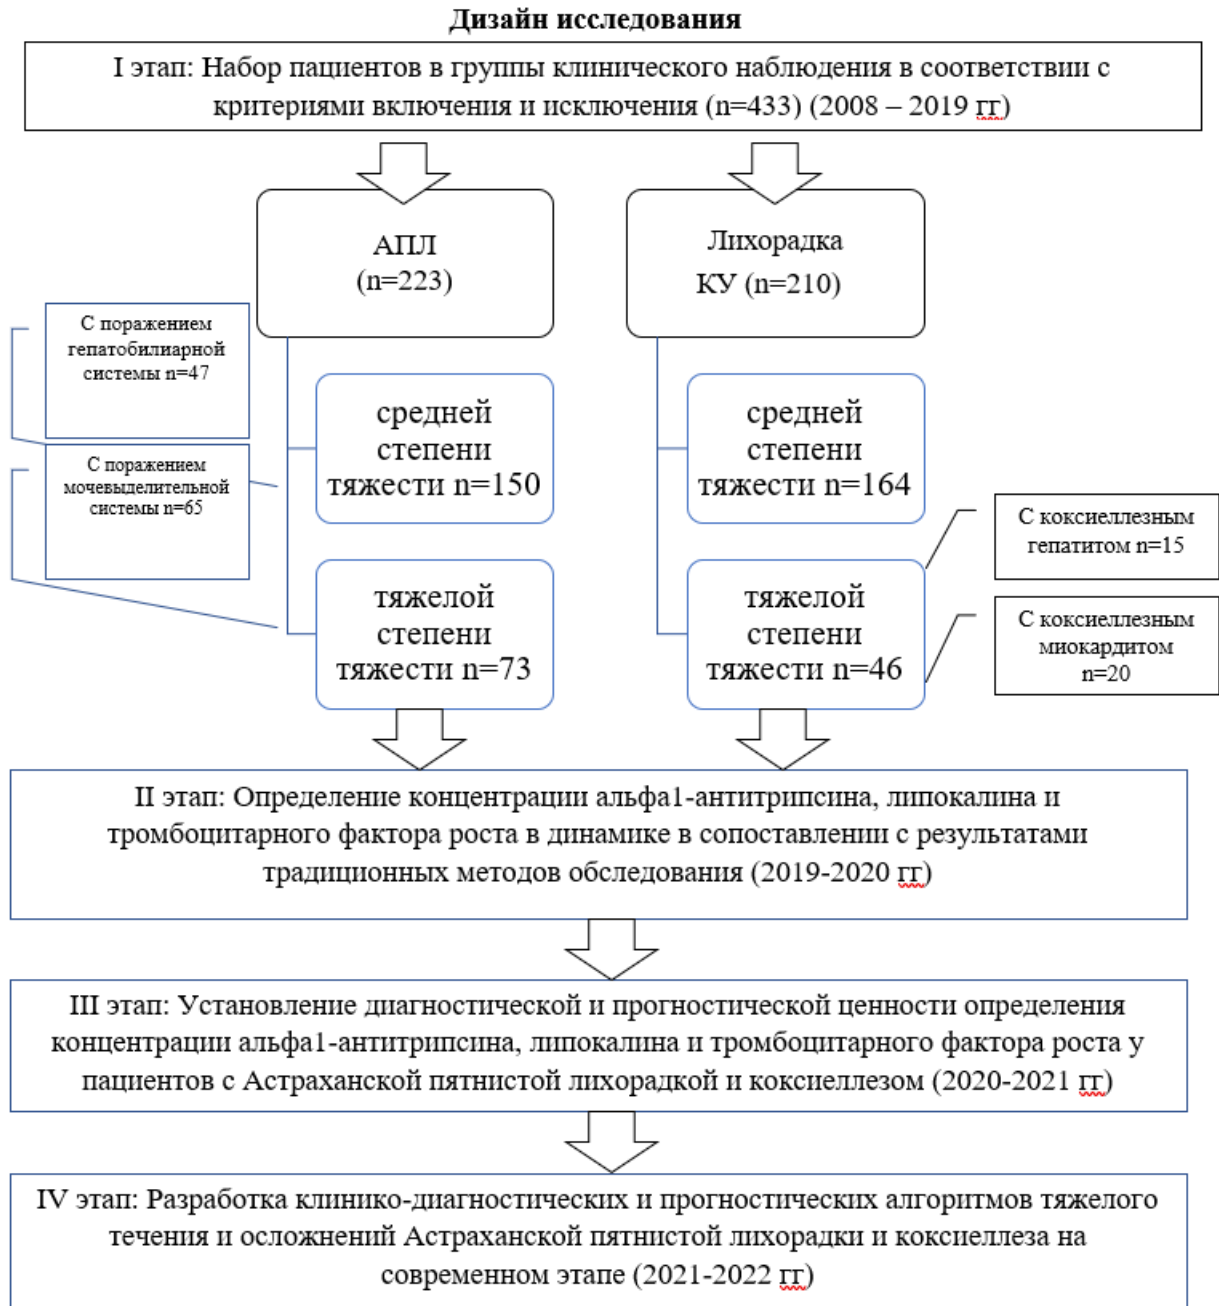 Дизайн исследования
I этап: Набор пациентов в группы клинического наблюдения в соответствии с
критериями включения и исключения (n=433) (2008 – 2019 гг)
АПЛ
(n=223)
Лихорадка
КУ (n=210)
С поражением
гепатобилиарной
системы n=47
С поражением
мочевыделительной
системы n=65
средней
степени
тяжести n=150
средней
степени
тяжести n=164
тяжелой
степени
тяжести n=73
тяжелой
степени
тяжести n=46
С коксиеллезным
гепатитом n=15
С коксиеллезным
миокардитом
n=20
II этап: Определение концентрации альфа1-антитрипсина, липокалина и
тромбоцитарного фактора роста в динамике в сопоставлении с результатами
традиционных методов обследования (2019-2020 гг)
III этап: Установление диагностической и прогностической ценности определения
концентрации альфа1-антитрипсина, липокалина и тромбоцитарного фактора роста у
пациентов с Астраханской пятнистой лихорадкой и коксиеллезом (2020-2021 гг)
IV этап: Разработка клинико-диагностических и прогностических алгоритмов тяжелого
течения и осложнений Астраханской пятнистой лихорадки и коксиеллеза на
современном этапе (2021-2022 гг)